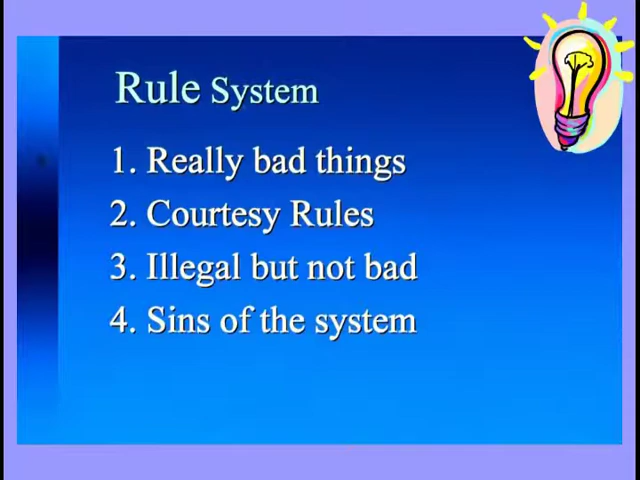 Rule System
1. Really bad things
2. Courtesy Rules
3. Illegal but not bad
4. Sins of the system